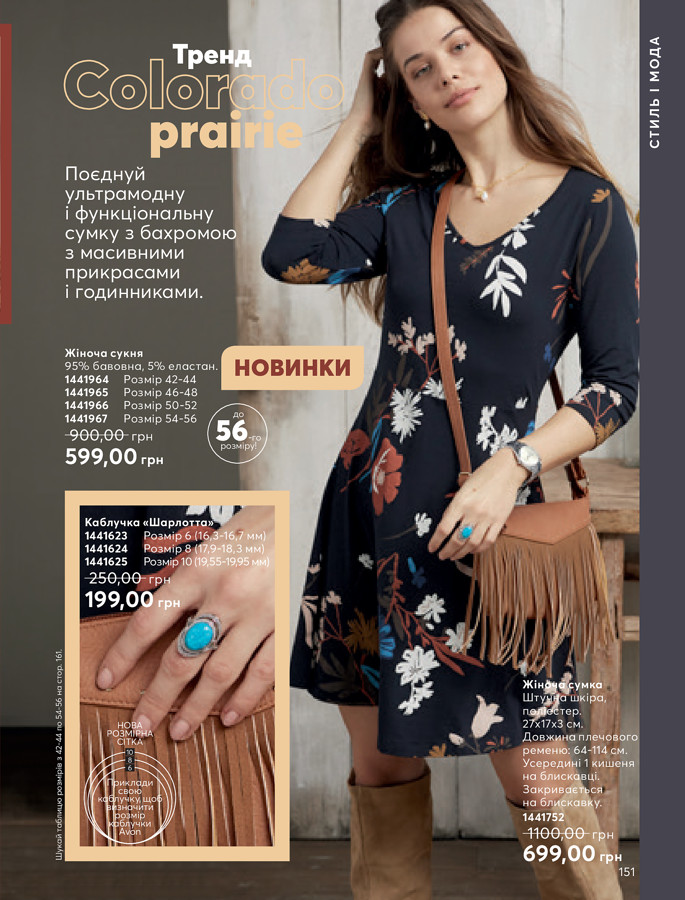 Тренд
Colorado
prairie
СТИЛЬ І МОДА
Поєднуй
ультрамодну
і функціональну
сумку з бахромою
з масивними
прикрасами
і годинниками.
Жіноча сукня
95% бавовна, 5% еластан.
1441964 Розмір 42-44
1441965 Розмір 46-48
1441966 Розмір 50-52
1441967 Розмір 54-56
900,00 грн
599,00 грн
НОВИНКИ
до
56-го
розміру!
Каблучка «Шарлотта»
1441623 Розмір 6 (16,3-16,7 мм)
1441624 Розмір 8 (17,9-18,3 мм)
1441625 Розмір 10 (19,55-19,95 мм)
250,00 грн
199,00 грн
НОВА
РОЗМІРНА
СІТКА
10
8
6
Приклади
свою
каблучку, щоб
визначити
розмір
каблучки
Avon
Шукай таблицю розмірів з 42-44 по 54-56 на стор. 161.
Жіноча сумка
Штучна шкіра,
поліестер.
27х17х3 см.
Довжина плечового
ременю: 64-114 см.
Усередині 1 кишеня
на блискавці.
Закривається
на блискавку.
1441752
1100,00 грн
699,00 грн
151